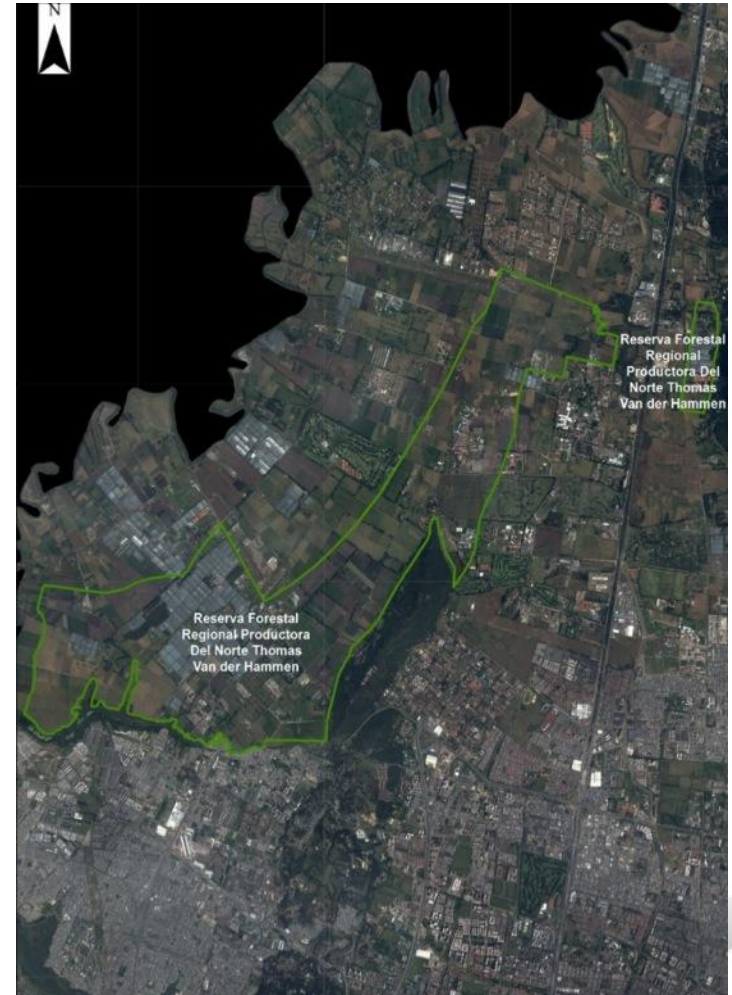 N
Reserva Forestal
Regional
Productora Del
Norte Thomas
Van der Hammen
Reserva Forestal
Regional Productora
Del Norte Thomas
Van der Hammen